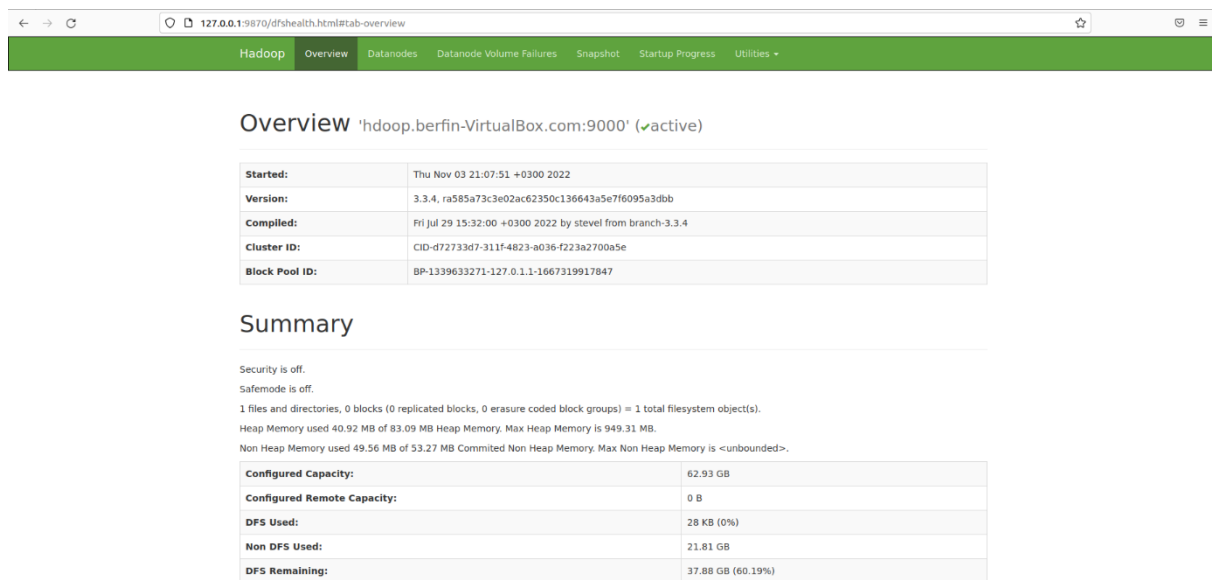 127.0.0.1:9870/dfshealth.html#tab-overview
Hadoop Overview Datanodes Datanode Volume Failures Snapshot Startup Progress Utilities
Overview 'hdoop.berfin-VirtualBox.com:9000' (✔active)
Started: Thu Nov 03 21:07:51 +0300 2022
Version: 3.3.4, ra585a73c3e02ac62350c136643a5e7f6095a3dbb
Compiled: Fri Jul 29 15:32:00 +0300 2022 by stevel from branch-3.3.4
Cluster ID: CID-d72733d7-311f-4823-a036-f223a2700a5e
Block Pool ID: BP-1339633271-127.0.1.1-1667319917847
Summary
Security is off.
Safemode is off.
1 files and directories, 0 blocks (0 replicated blocks, 0 erasure coded block groups) = 1 total filesystem object(s).
Heap Memory used 40.92 MB of 83.09 MB Heap Memory. Max Heap Memory is 949.31 MB.
Non Heap Memory used 49.56 MB of 53.27 MB Commited Non Heap Memory. Max Non Heap Memory is <unbounded>.
Configured Capacity: 62.93 GB
Configured Remote Capacity: 0 B
DFS Used: 28 KB (0%)
Non DFS Used: 21.81 GB
DFS Remaining: 37.88 GB (60.19%)